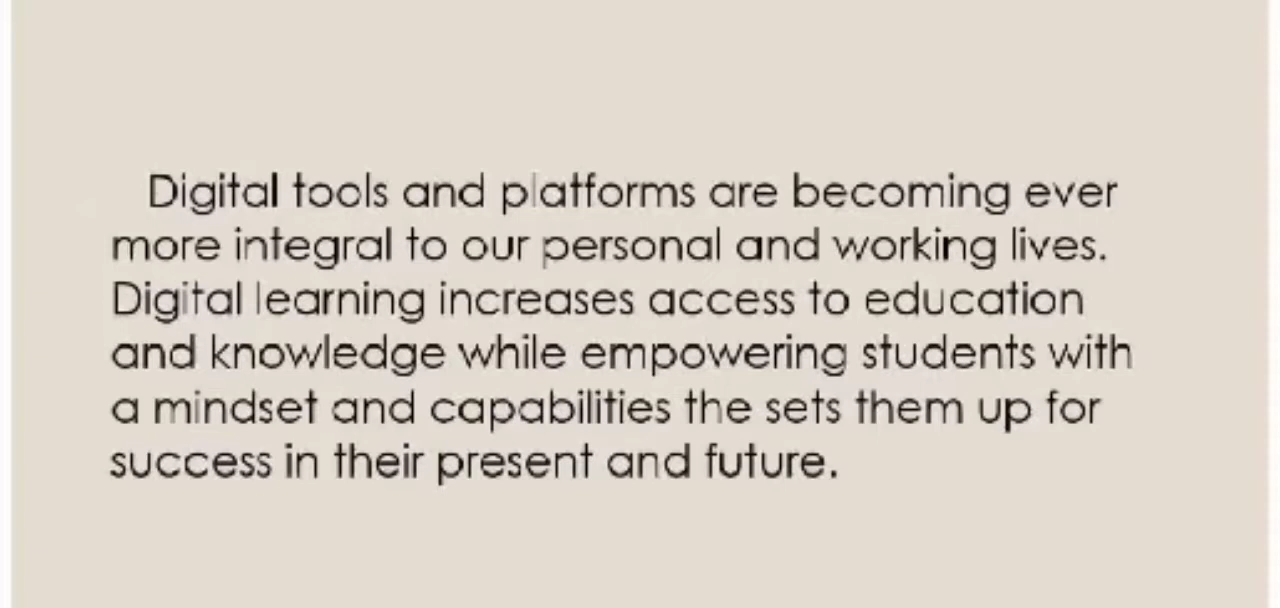 Digital tools and platforms are becoming ever
more integral to our personal and working lives.
Digital learning increases access to education
and knowledge while empowering students with
a mindset and capabilities the sets them up for
success in their present and future.